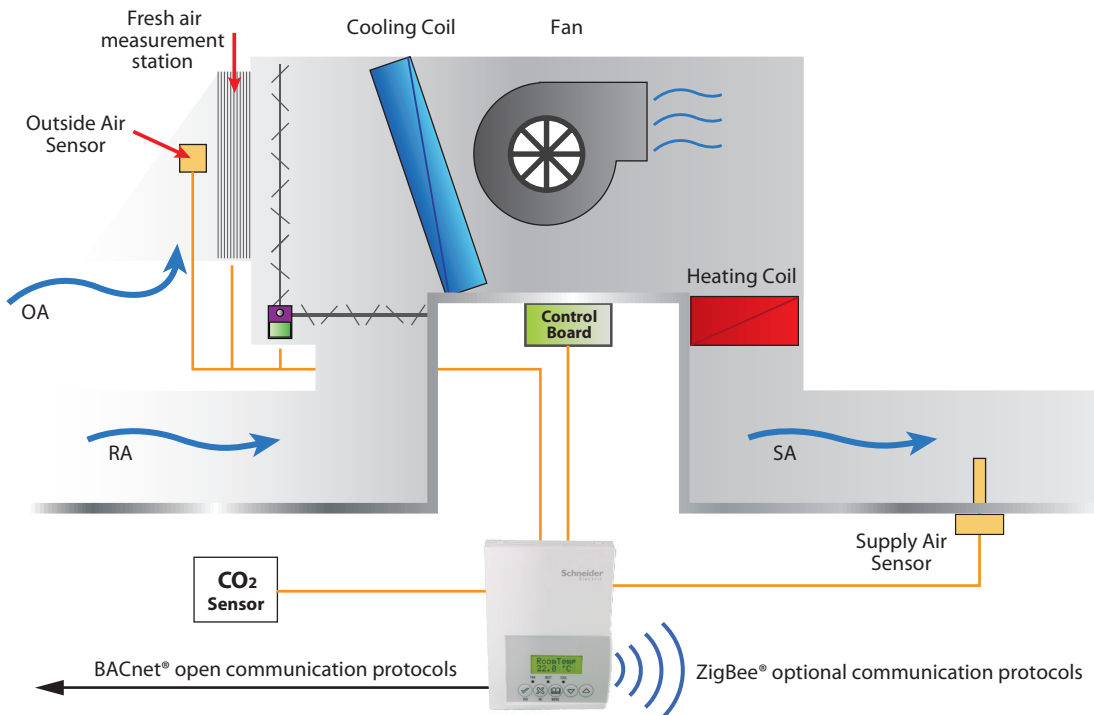 Fresh air
measurement
station
Cooling Coil
Fan
Outside Air
Sensor
OA
Heating Coil
Control
Board
RA
SA
Supply Air
Sensor
CO₂
Sensor
Schneider
Electric
RoomTemp
22.0 °C
BACnet® open communication protocols
ZigBee® optional communication protocols